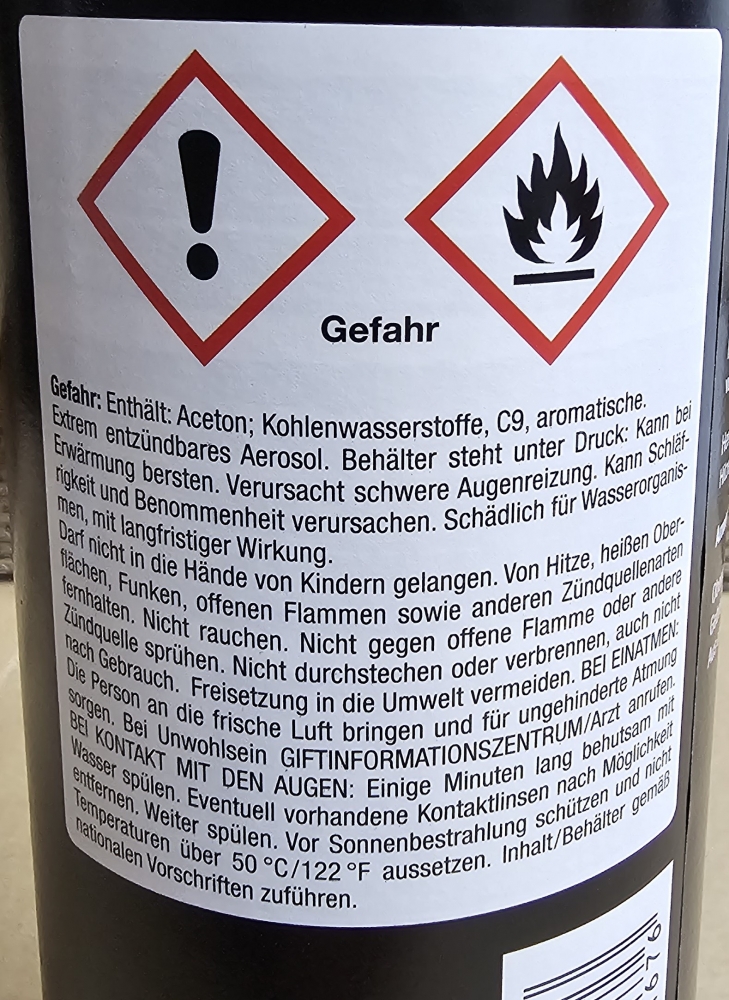 Gefahr
Gefahr: Enthält: Aceton; Kohlenwasserstoffe, C9, aromatische.
Extrem entzündbares Aerosol. Behälter steht unter Druck: Kann bei
Erwärmung bersten. Verursacht schwere Augenreizung. Kann Schläf-
rigkeit und Benommenheit verursachen. Schädlich für Wasserorganis-
men, mit langfristiger Wirkung.
Darf nicht in die Hände von Kindern gelangen. Von Hitze, heißen Ober-
flächen, Funken, offenen Flammen sowie anderen Zündquellenarten
fernhalten. Nicht rauchen. Nicht gegen offene Flamme oder andere
Zündquelle sprühen. Nicht durchstechen oder verbrennen, auch nicht
nach Gebrauch. Freisetzung in die Umwelt vermeiden. BEI EINATMEN:
Die Person an die frische Luft bringen und für ungehinderte Atmung
sorgen. Bei Unwohlsein GIFTINFORMATIONSZENTRUM/Arzt anrufen.
BEI KONTAKT MIT DEN AUGEN: Einige Minuten lang behutsam mit
Wasser spülen. Eventuell vorhandene Kontaktlinsen nach Möglichkeit
entfernen. Weiter spülen. Vor Sonnenbestrahlung schützen und nicht
Temperaturen über 50 °C/122 °F aussetzen. Inhalt/Behälter gemäß
nationalen Vorschriften zuführen.